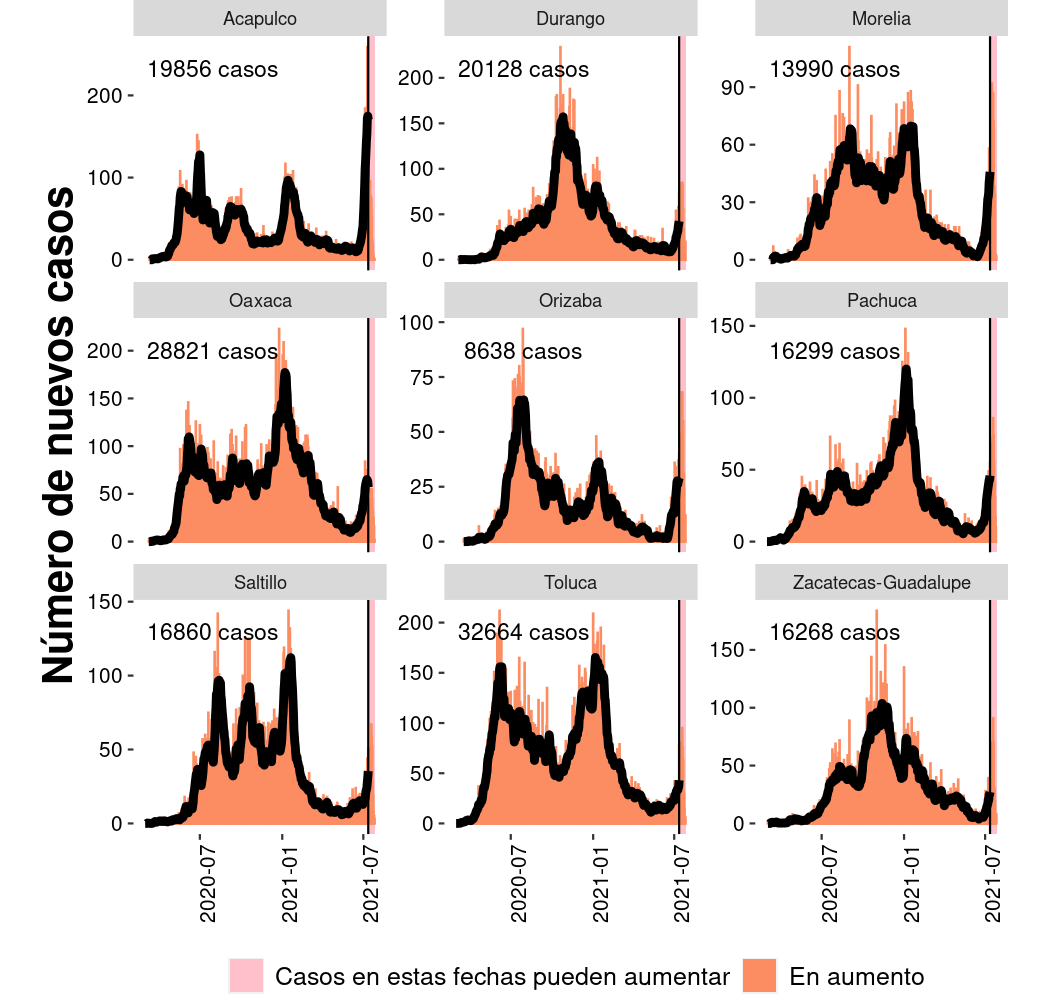 Número de nuevos casos
Acapulco
19856 casos
200
100
0
Durango
20128 casos
200
150
100
50
0
Morelia
13990 casos
90
60
30
0
Oaxaca
28821 casos
200
150
100
50
0
Orizaba
8638 casos
100
75
50
25
0
Pachuca
16299 casos
150
100
50
0
Saltillo
16860 casos
150
100
50
0
Toluca
32664 casos
200
150
100
50
0
Zacatecas-Guadalupe
16268 casos
150
100
50
0
2020-07
2021-01
2021-07
2020-07
2021-01
2021-07
2020-07
2021-01
2021-07
Casos en estas fechas pueden aumentar
En aumento